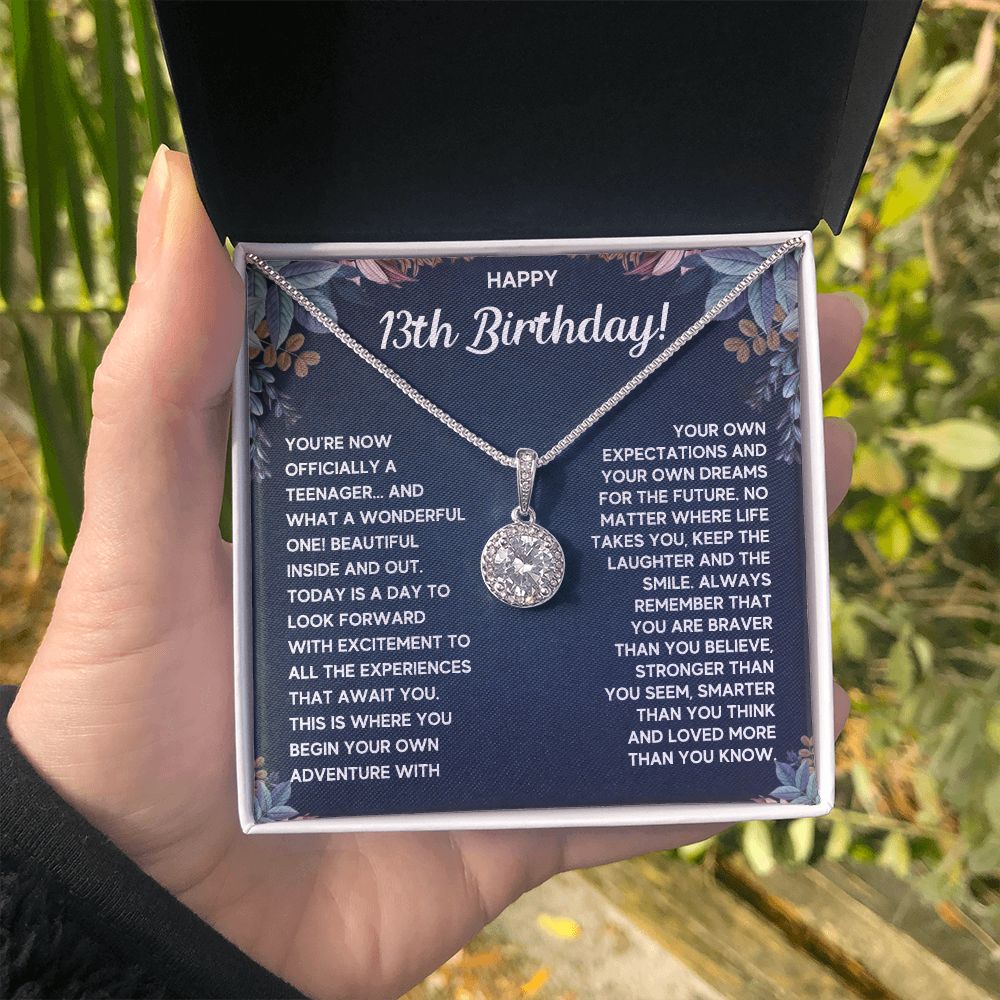 HAPPY
13th Birthday!
YOU'RE NOW
OFFICIALLY A
TEENAGER... AND
WHAT A WONDERFUL
ONE! BEAUTIFUL
INSIDE AND OUT.
TODAY IS A DAY TO
LOOK FORWARD
WITH EXCITEMENT TO
ALL THE EXPERIENCES
THAT AWAIT YOU.
THIS IS WHERE YOU
BEGIN YOUR OWN
ADVENTURE WITH
YOUR OWN
EXPECTATIONS AND
YOUR OWN DREAMS
FOR THE FUTURE. NO
MATTER WHERE LIFE
TAKES YOU, KEEP THE
LAUGHTER AND THE
SMILE. ALWAYS
REMEMBER THAT
YOU ARE BRAVER
THAN YOU BELIEVE,
STRONGER THAN
YOU SEEM, SMARTER
THAN YOU THINK
AND LOVED MORE
THAN YOU KNOW.